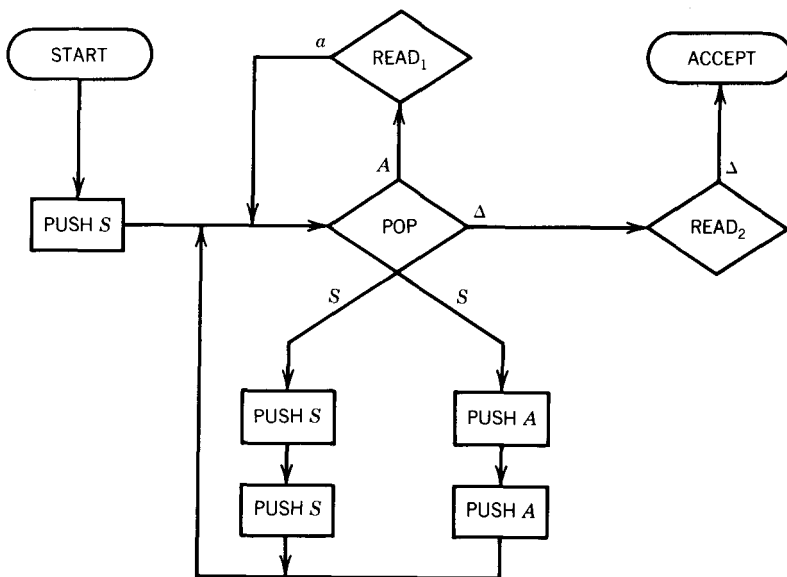 START
a
READ₁
ACCEPT
A
Δ
PUSH S
POP
Δ
READ₂
S
S
PUSH S
PUSH A
PUSH S
PUSH A